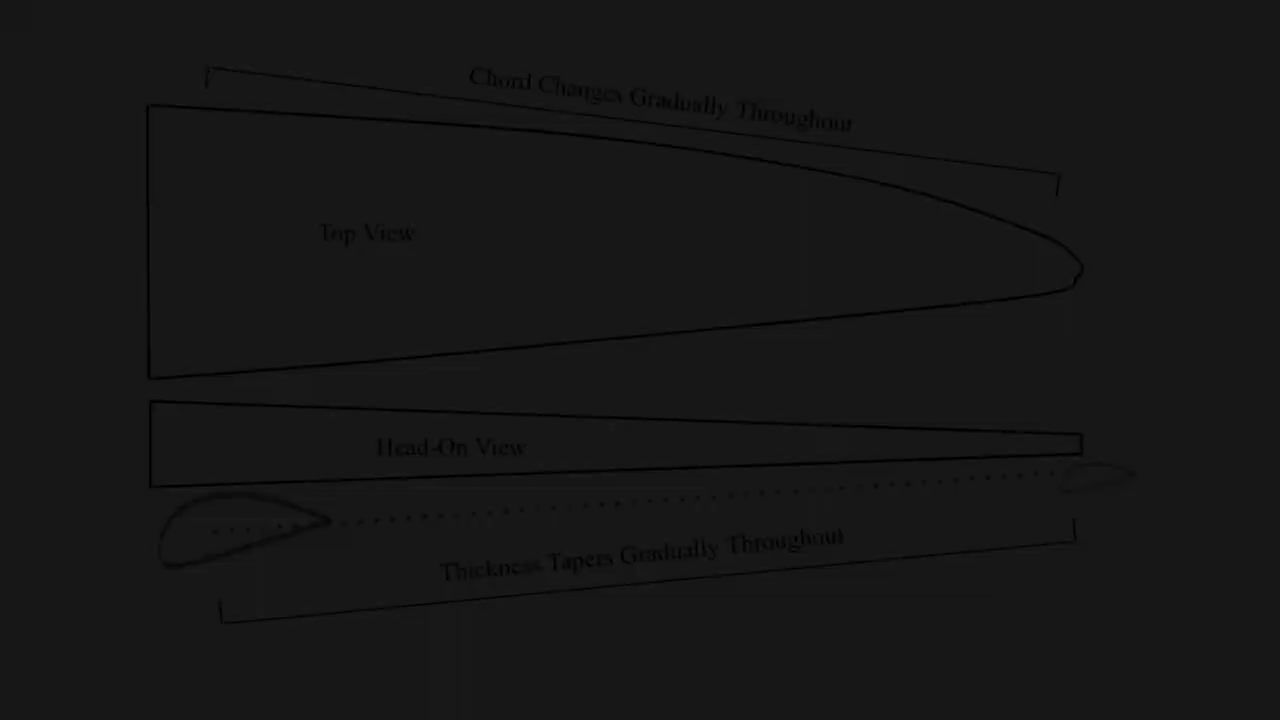 Chord Changes Gradually Throughout
Top View
Head-On View
Thickness Tapers Gradually Throughout